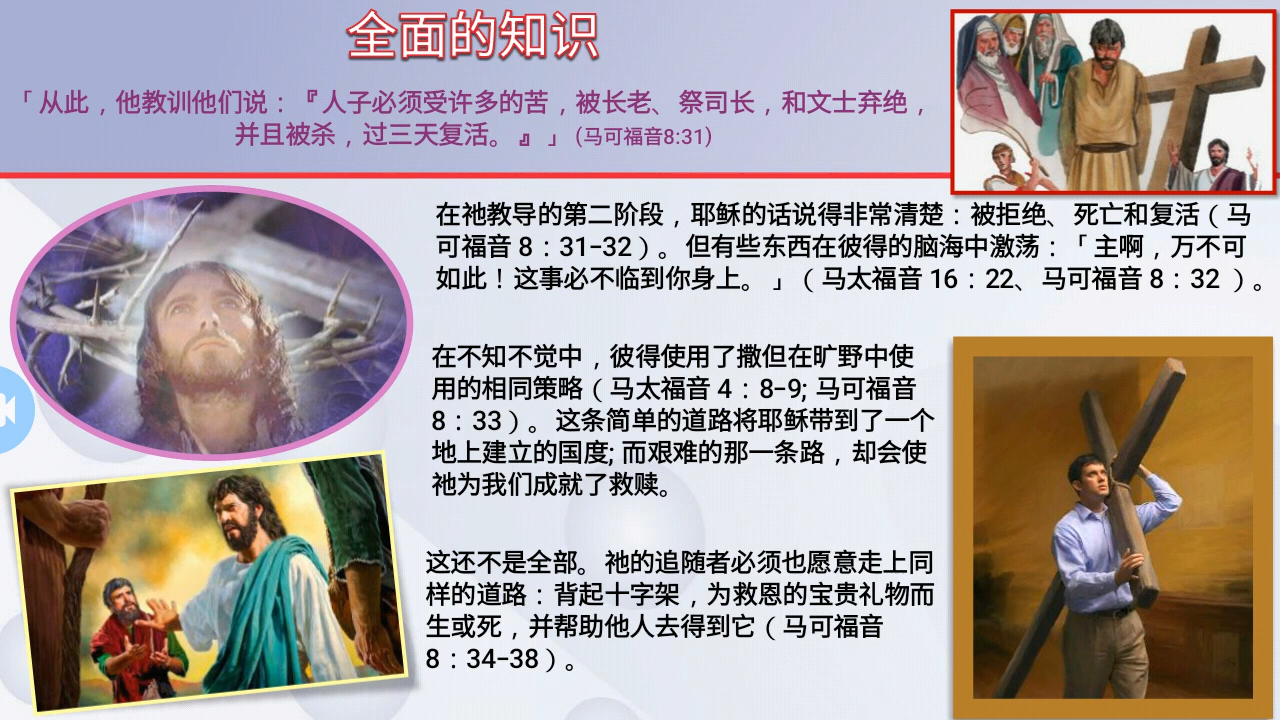 全面的知识
「从此，他教训他们说：『人子必须受许多的苦，被长老、祭司长，和文士弃绝，
并且被杀，过三天复活。』」(马可福音8:31)
在祂教导的第二阶段，耶稣的话说得非常清楚：被拒绝、死亡和复活（马
可福音 8：31-32）。但有些东西在彼得的脑海中激荡：「主啊，万不可
如此！这事必不临到你身上。」（马太福音 16：22、马可福音 8：32 ）。
在不知不觉中，彼得使用了撒但在旷野中使
用的相同策略（马太福音 4：8-9; 马可福音
8：33）。这条简单的道路将耶稣带到了一个
地上建立的国度; 而艰难的那一条路，却会使
祂为我们成就了救赎。
这还不是全部。祂的追随者必须也愿意走上同
样的道路：背起十字架，为救恩的宝贵礼物而
生或死，并帮助他人去得到它（马可福音
8：34-38）。